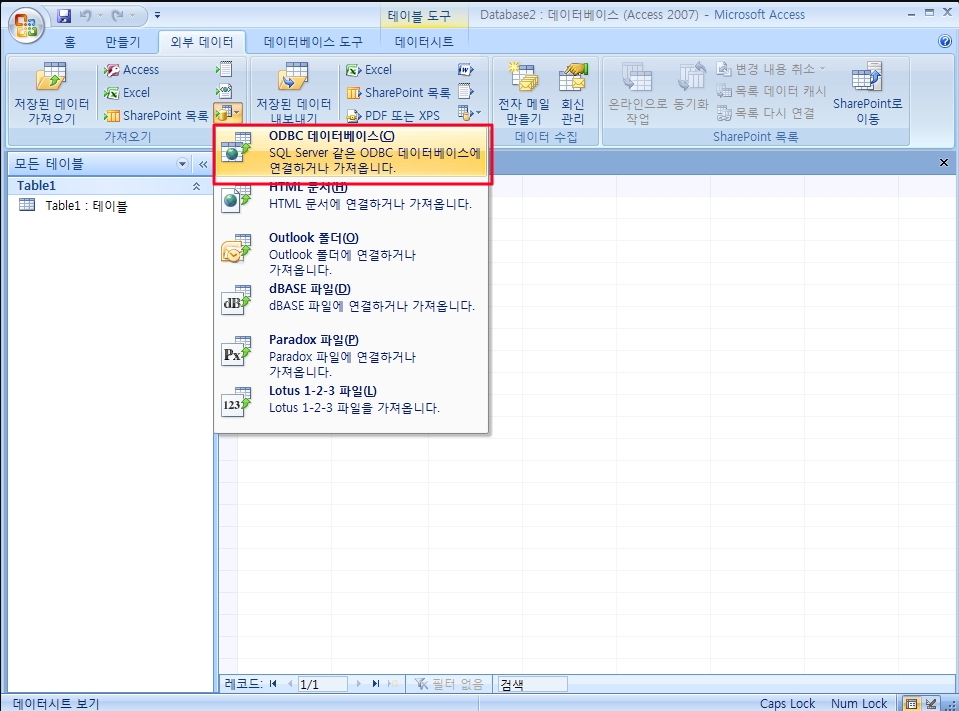 테이블 도구
Database2 : 데이터베이스 (Access 2007) - Microsoft Access
홈
만들기
외부 데이터
데이터베이스 도구
데이터시트
저장된 데이터
가져오기
Access
Excel
SharePoint 목록
가져오기
저장된 데이터
내보내기
Excel
SharePoint 목록
PDF 또는 XPS
전자 메일
만들기
회신
관리
데이터 수집
온라인으로
작업
동기화
변경 내용 취소
목록 데이터 캐시
목록 다시 연결
SharePoint로
이동
SharePoint 목록
모든 테이블
Table1
Table1 : 테이블
ODBC 데이터베이스(C)
SQL Server 같은 ODBC 데이터베이스에
연결하거나 가져옵니다.
HTML 문서(H)
HTML 문서에 연결하거나 가져옵니다.
Outlook 폴더(O)
Outlook 폴더에 연결하거나
가져옵니다.
dB
dBASE 파일(D)
dBASE 파일에 연결하거나 가져옵니다.
Px
Paradox 파일(P)
Paradox 파일에 연결하거나
가져옵니다.
123
Lotus 1-2-3 파일(L)
Lotus 1-2-3 파일을 가져옵니다.
레코드:
1/1
필터 없음
검색
데이터시트 보기
Caps Lock
Num Lock